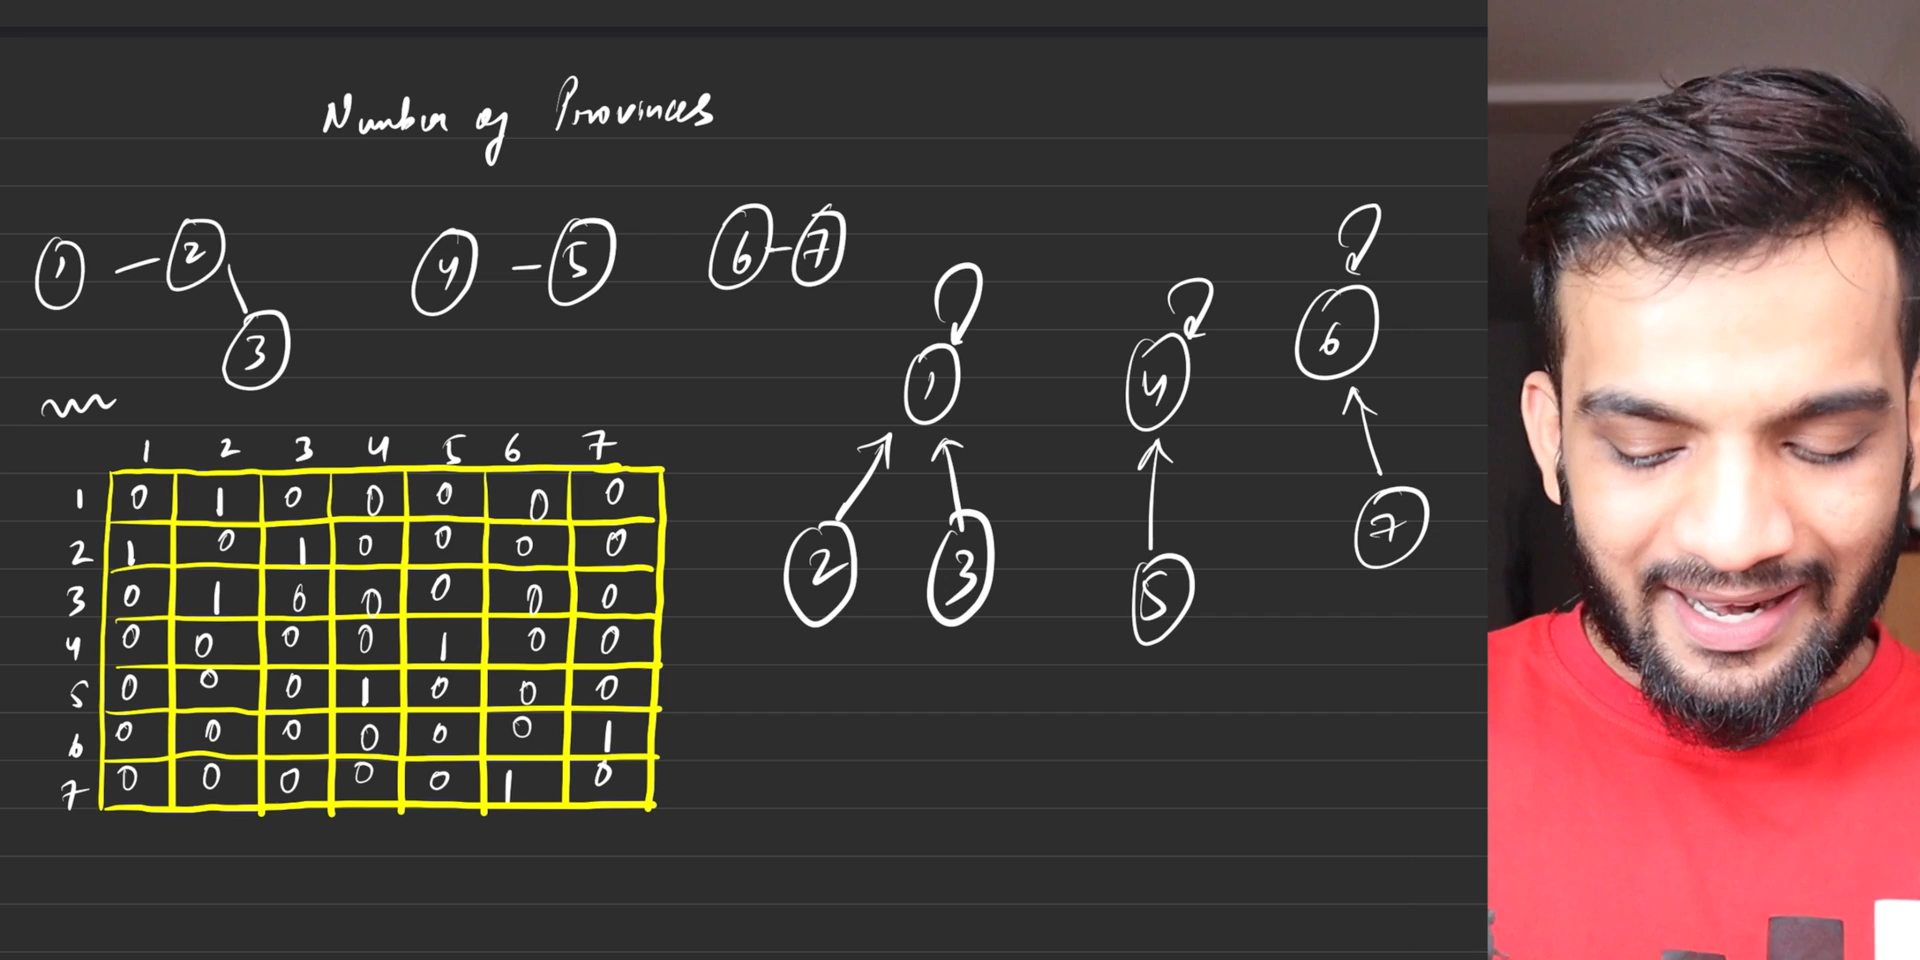 Number of Provinces
1 - 2 4 - 5 6 - 7
3
1 4 6
2 3 5 7
1 2 3 4 5 6 7
1 0 1 0 0 0 0 0
2 1 0 1 0 0 0 0
3 0 1 0 0 0 0 0
4 0 0 0 0 1 0 0
5 0 0 0 1 0 0 0
6 0 0 0 0 0 0 1
7 0 0 0 0 0 1 0